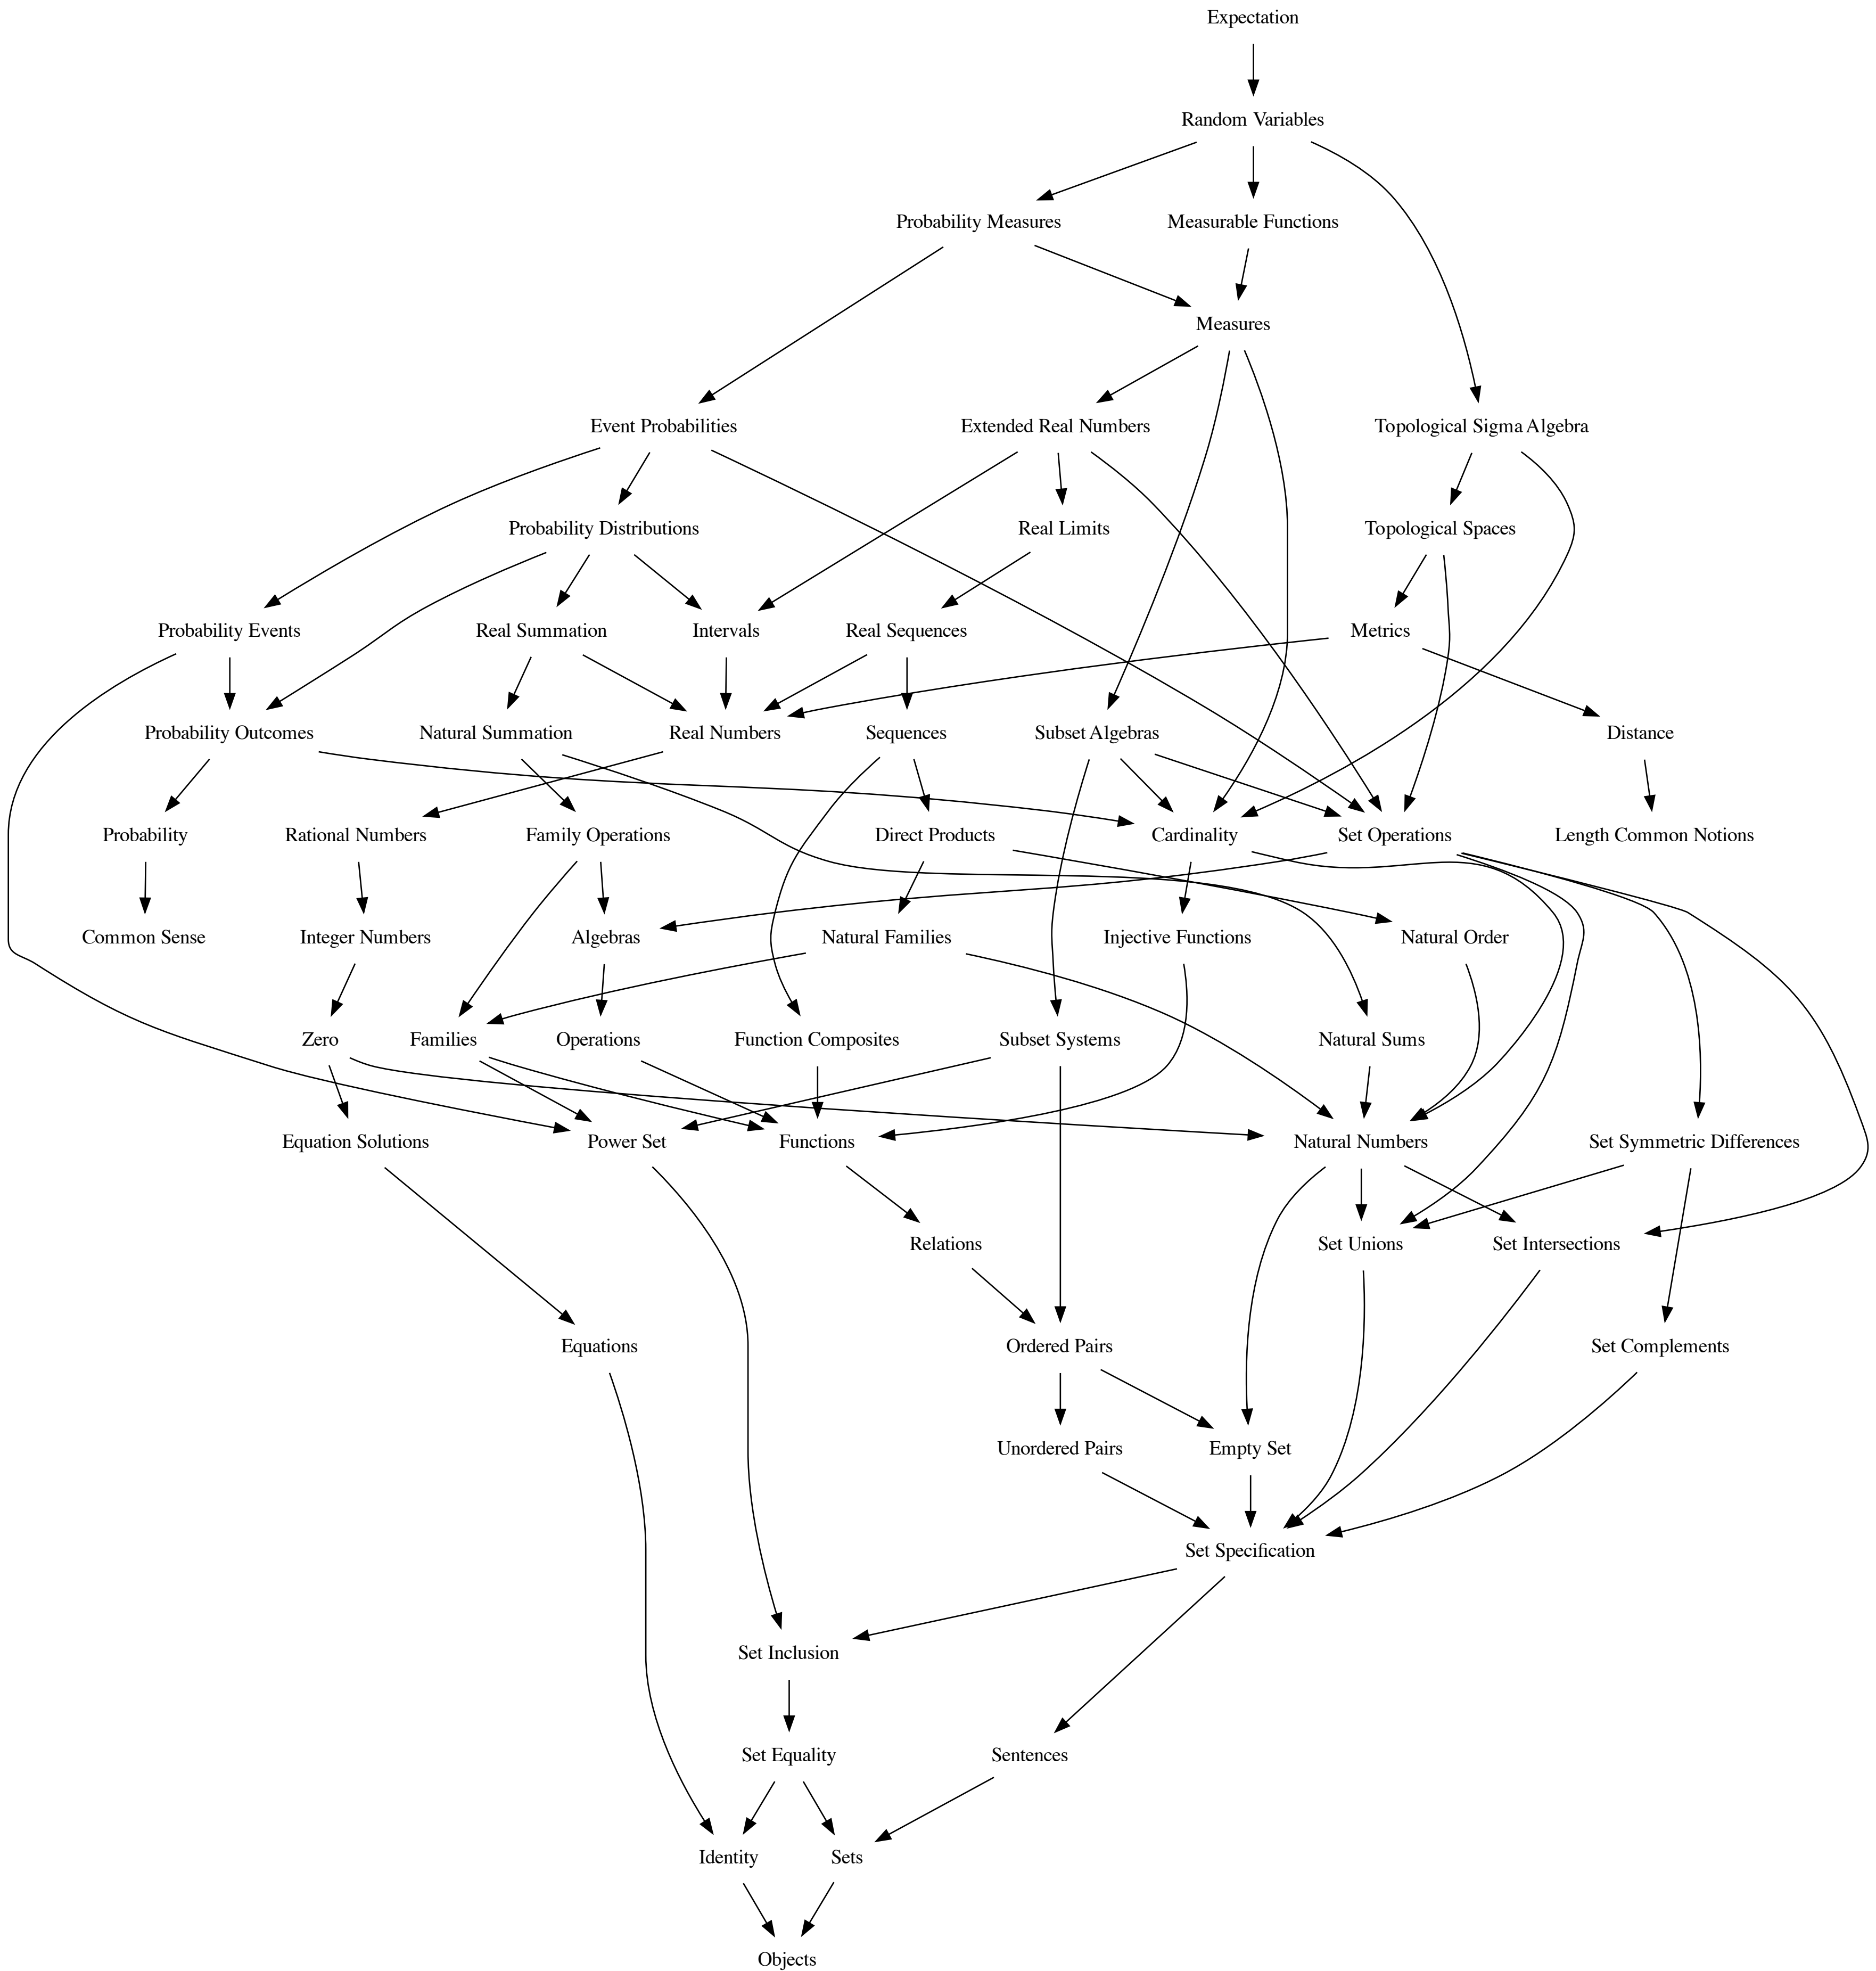 Expectation
Random Variables
Probability Measures
Measurable Functions
Measures
Event Probabilities
Extended Real Numbers
Topological Sigma Algebra
Probability Distributions
Real Limits
Topological Spaces
Probability Events
Real Summation
Intervals
Real Sequences
Metrics
Probability Outcomes
Natural Summation
Real Numbers
Sequences
Subset Algebras
Distance
Probability
Rational Numbers
Family Operations
Direct Products
Cardinality
Set Operations
Length Common Notions
Common Sense
Integer Numbers
Algebras
Natural Families
Injective Functions
Natural Order
Zero
Families
Operations
Function Composites
Subset Systems
Natural Sums
Equation Solutions
Power Set
Functions
Natural Numbers
Set Symmetric Differences
Relations
Set Unions
Set Intersections
Equations
Ordered Pairs
Set Complements
Unordered Pairs
Empty Set
Set Specification
Set Inclusion
Set Equality
Sentences
Identity
Sets
Objects